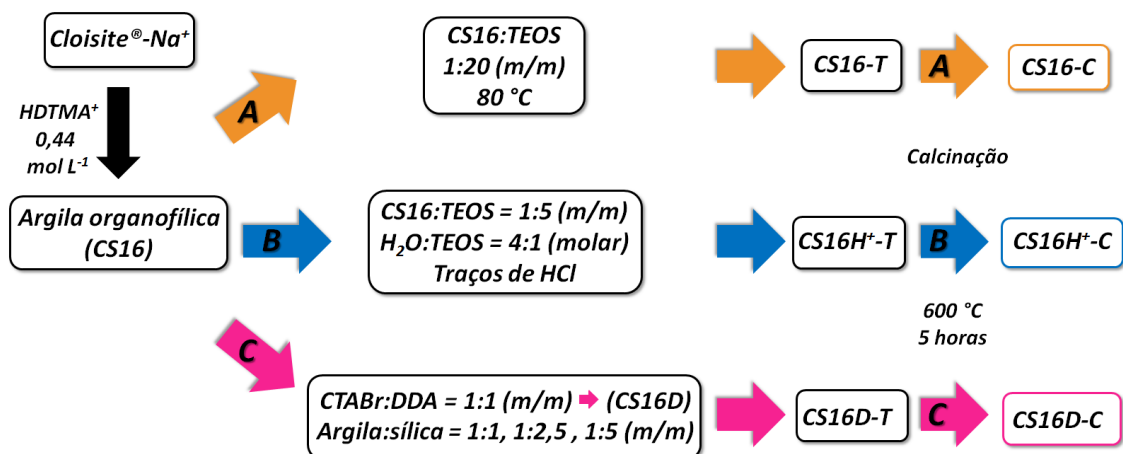 Cloisite®-Na⁺
HDTMA⁺
0,44
mol L⁻¹
Argila organofílica
(CS16)
A
CS16:TEOS
1:20 (m/m)
80 °C
CS16-T
A
CS16-C
Calcinação
B
CS16:TEOS = 1:5 (m/m)
H₂O:TEOS = 4:1 (molar)
Traços de HCl
CS16H⁺-T
B
CS16H⁺-C
600 °C
5 horas
C
CTABr:DDA = 1:1 (m/m) (CS16D)
Argila:sílica = 1:1, 1:2,5 , 1:5 (m/m)
CS16D-T
C
CS16D-C